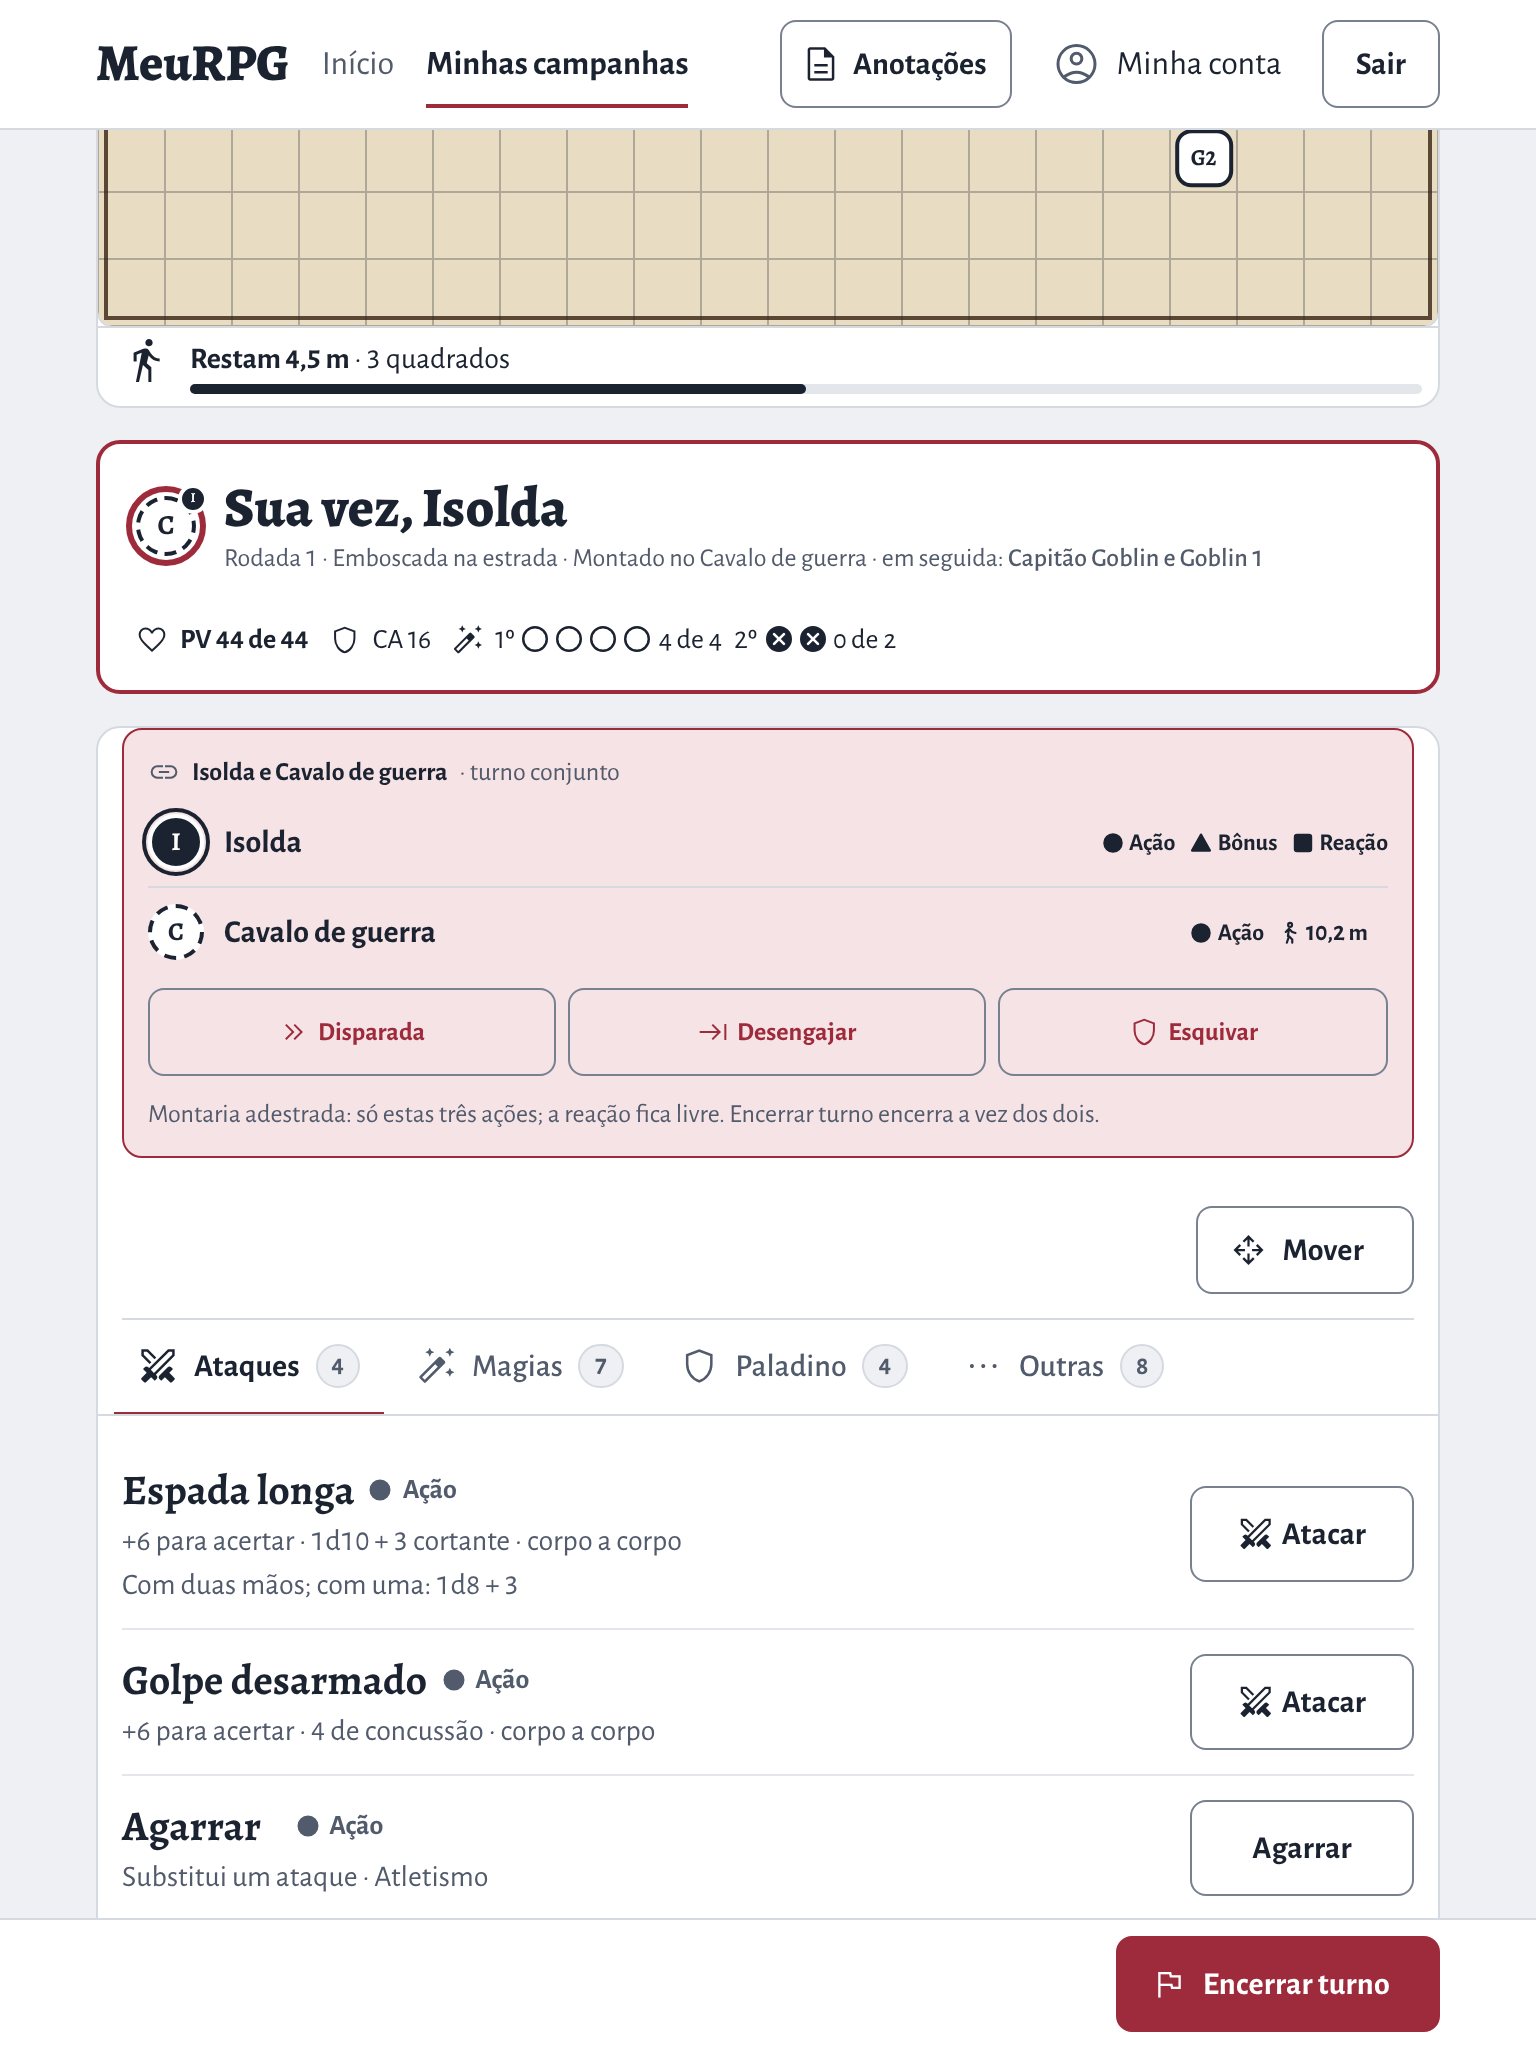 MeuRPG Início Minhas campanhas Anotações Minha conta Sair
G2
Restam 4,5 m · 3 quadrados
C I
Sua vez, Isolda
Rodada 1 · Emboscada na estrada · Montado no Cavalo de guerra · em seguida: Capitão Goblin e Goblin 1
PV 44 de 44 CA 16 1º 4 de 4 2º 0 de 2
Isolda e Cavalo de guerra · turno conjunto
I Isolda Ação Bônus Reação
C Cavalo de guerra Ação 10,2 m
Disparada Desengajar Esquivar
Montaria adestrada: só estas três ações; a reação fica livre. Encerrar turno encerra a vez dos dois.
Mover
Ataques 4 Magias 7 Paladino 4 Outras 8
Espada longa Ação
+6 para acertar · 1d10 + 3 cortante · corpo a corpo
Com duas mãos; com uma: 1d8 + 3
Atacar
Golpe desarmado Ação
+6 para acertar · 4 de concussão · corpo a corpo
Atacar
Agarrar Ação
Substitui um ataque · Atletismo
Agarrar
Encerrar turno